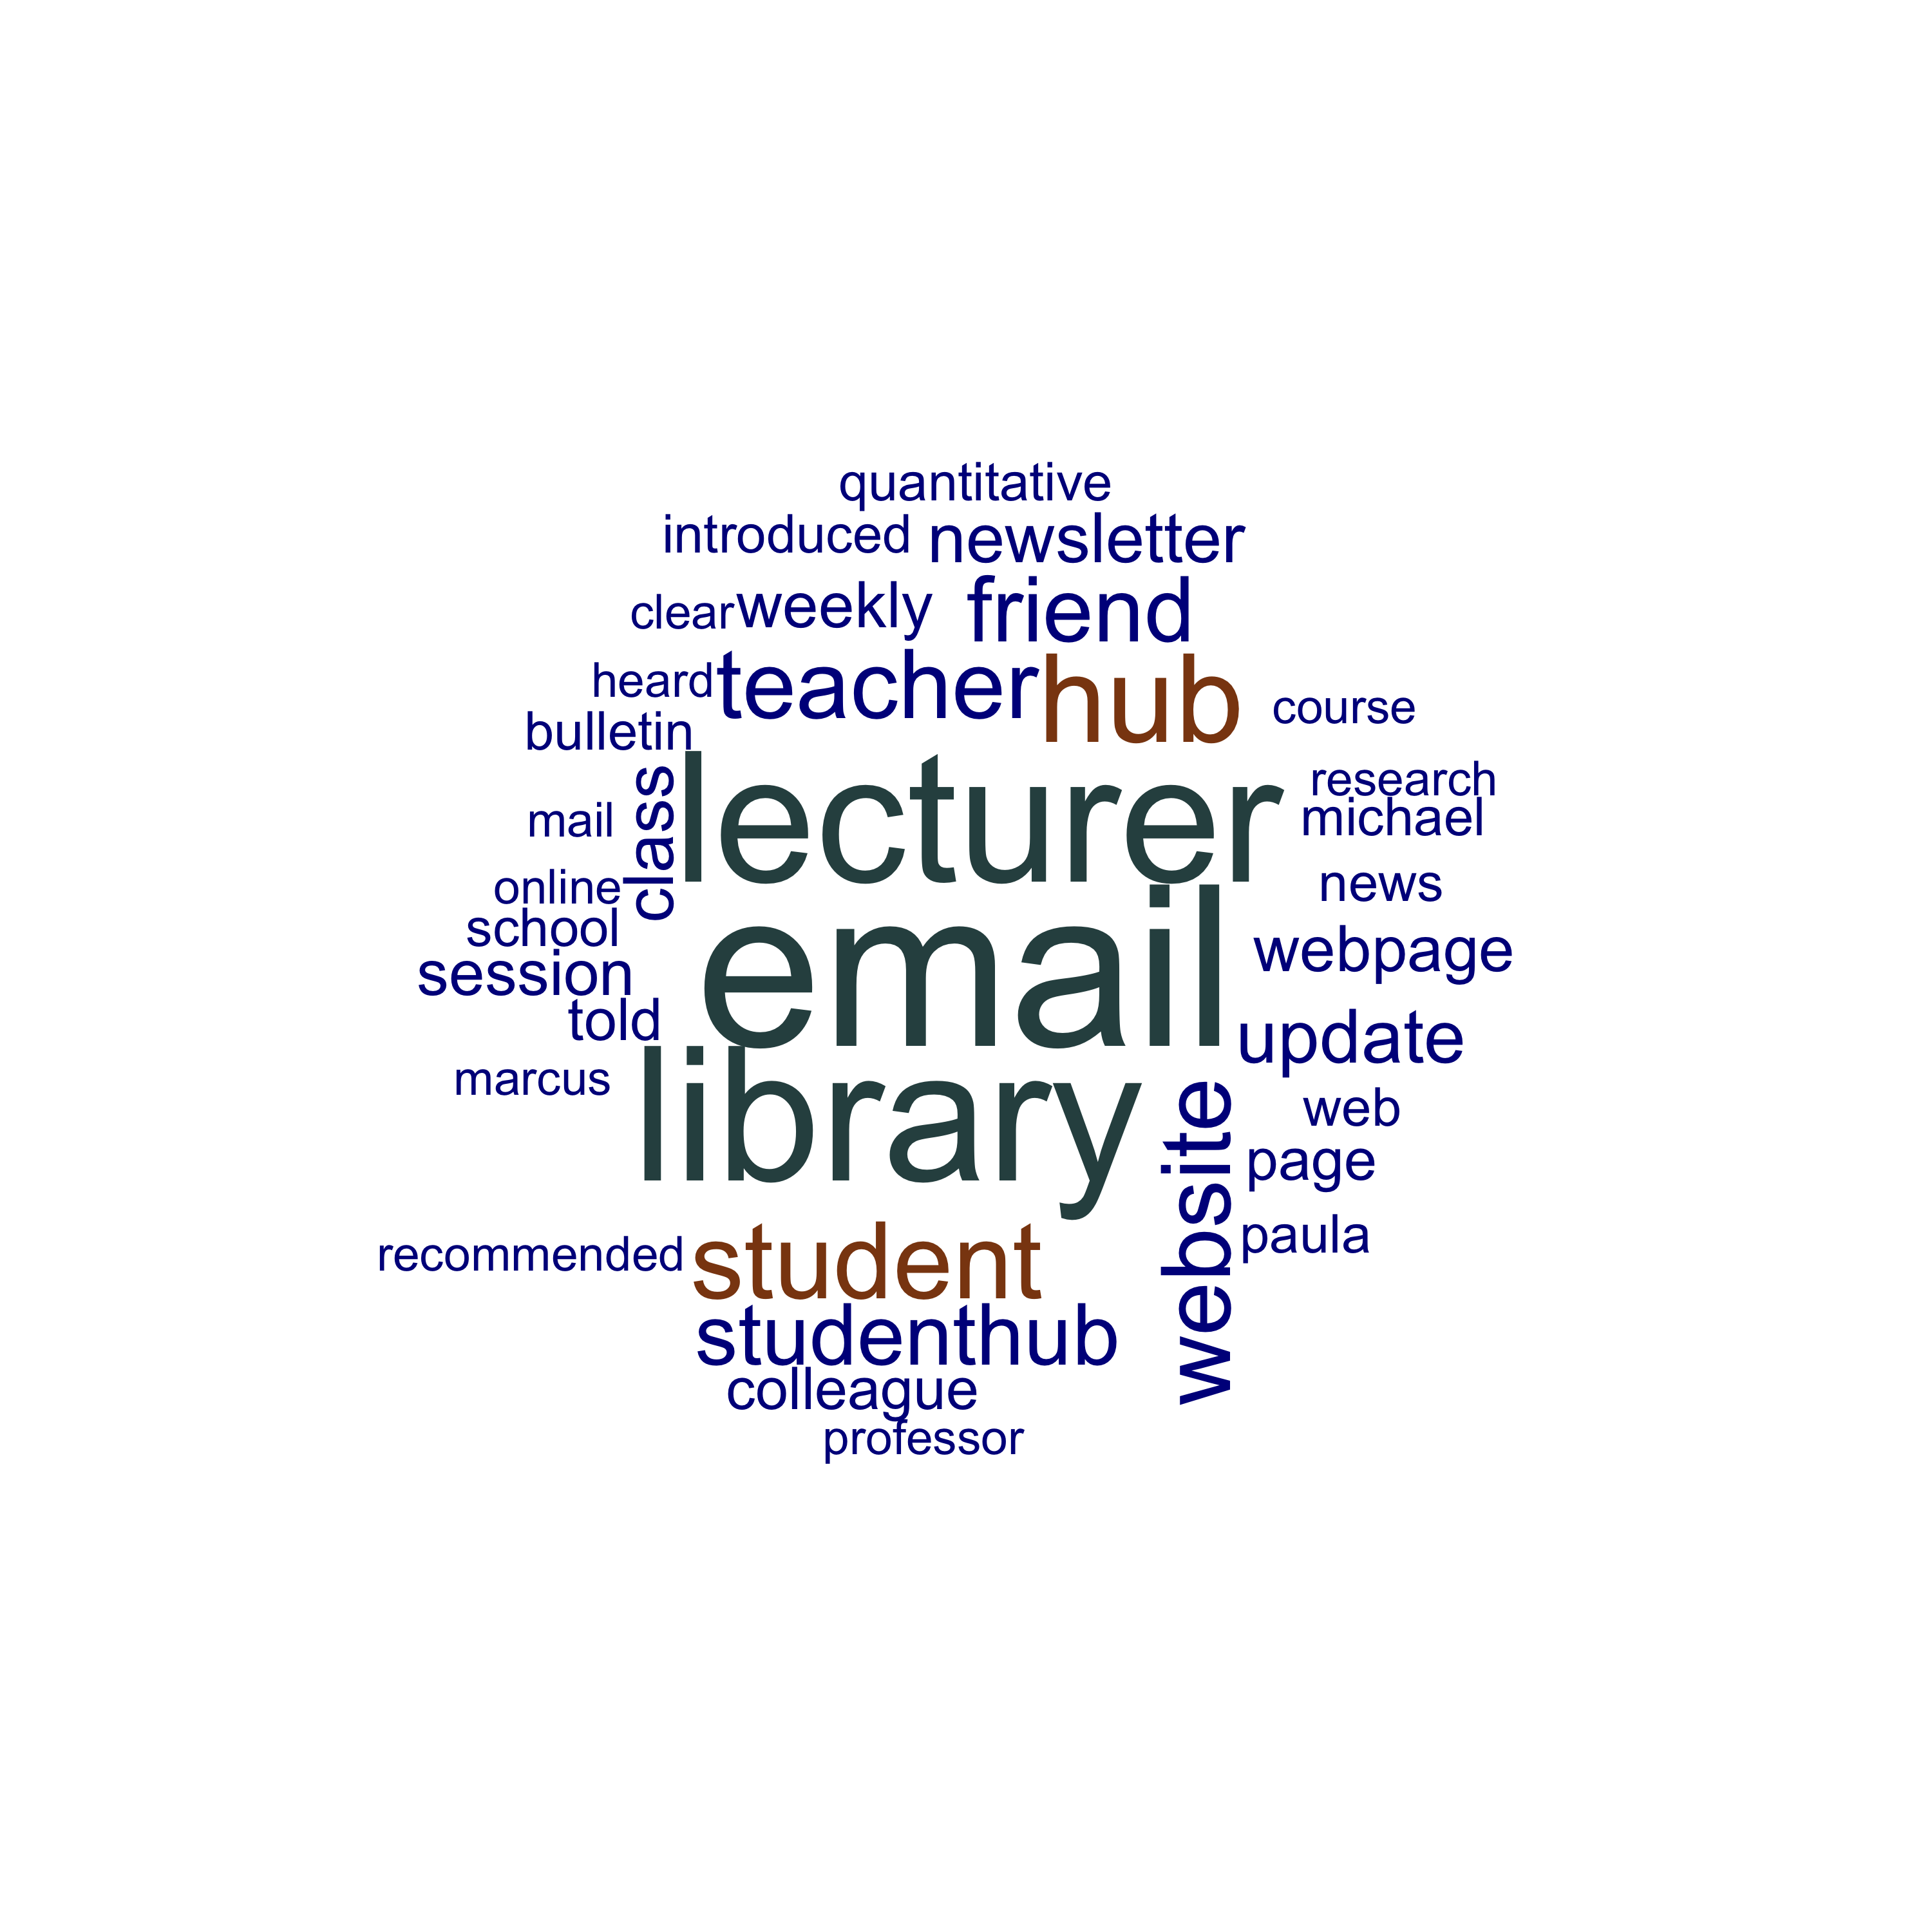 quantitative
introduced newsletter
clear weekly friend
heard teacher hub course
bulletin
class lecturer research
mail michael
online email news
school webpage
session
told update
marcus library web
website page
recommended student paula
studenthub
colleague
professor